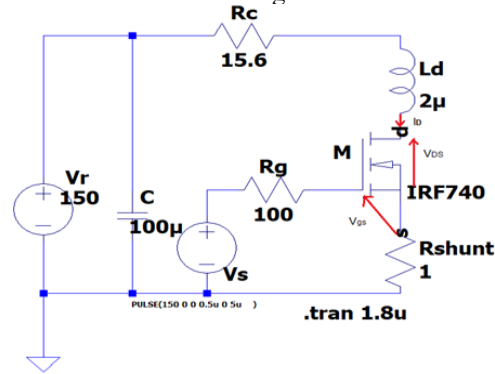 g
Rc
15.6
Ld
2µ
ID
d
M
VDS
Rg
Vr
150
C
100µ
100
IRF740
Vgs
s
Vs
Rshunt
1
PULSE(150 0 0 0.5u 0 5u )
.tran 1.8u